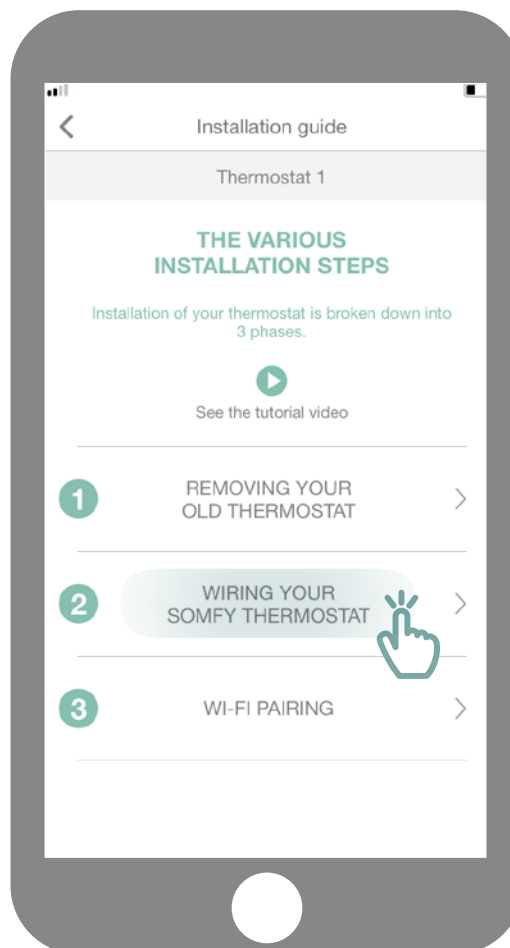 Installation guide
Thermostat 1
THE VARIOUS
INSTALLATION STEPS
Installation of your thermostat is broken down into
3 phases.
See the tutorial video
1
REMOVING YOUR
OLD THERMOSTAT
2
WIRING YOUR
SOMFY THERMOSTAT
3
WI-FI PAIRING